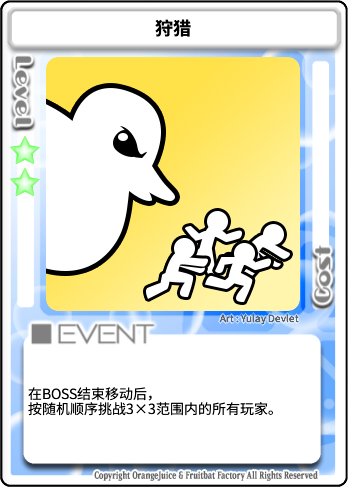 狩猎
Level
Cost
Art : Yulay Devlet
EVENT
在BOSS结束移动后，
按随机顺序挑战3×3范围内的所有玩家。
Copyright OrangeJuice & Fruitbat Factory All Rights Reserved